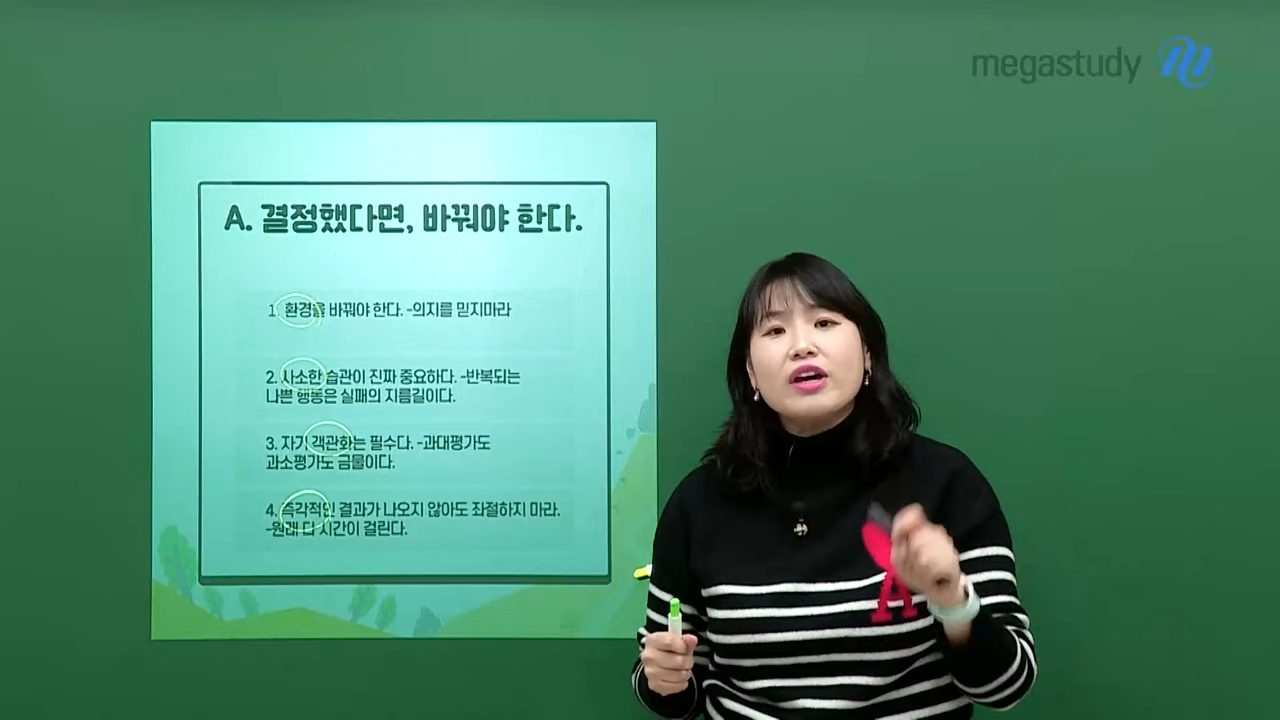 megastudy
A. 결정했다면, 바꿔야 한다.
1. 환경을 바꿔야 한다. -의지를 믿지마라
2. 사소한 습관이 진짜 중요하다. -반복되는
나쁜 행동은 실패의 지름길이다.
3. 자기 객관화는 필수다. -과대평가도
과소평가도 금물이다.
4. 즉각적인 결과가 나오지 않아도 좌절하지 마라.
-원래 다 시간이 걸린다.